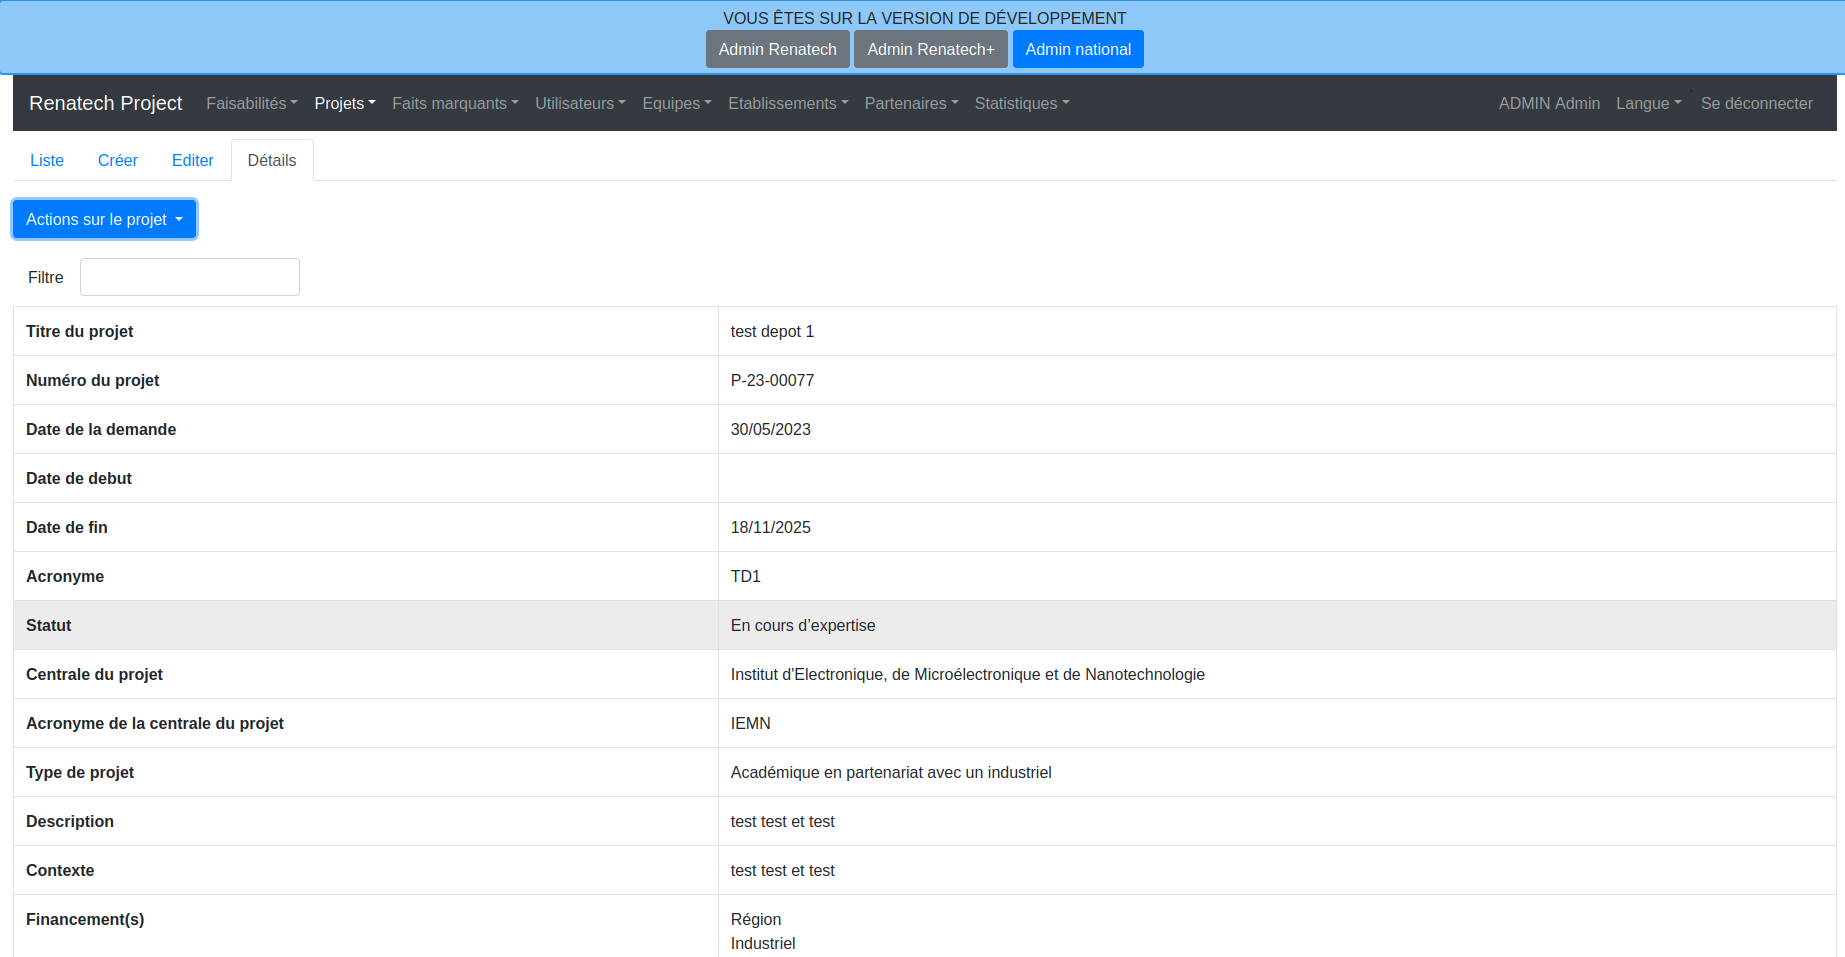 VOUS ÊTES SUR LA VERSION DE DÉVELOPPEMENT
Admin Renatech Admin Renatech+ Admin national
Renatech Project Faisabilités Projets Faits marquants Utilisateurs Equipes Etablissements Partenaires Statistiques ADMIN Admin Langue Se déconnecter
Liste Créer Editer Détails
Actions sur le projet
Filtre
Titre du projet test depot 1
Numéro du projet P-23-00077
Date de la demande 30/05/2023
Date de debut
Date de fin 18/11/2025
Acronyme TD1
Statut En cours d’expertise
Centrale du projet Institut d'Electronique, de Microélectronique et de Nanotechnologie
Acronyme de la centrale du projet IEMN
Type de projet Académique en partenariat avec un industriel
Description test test et test
Contexte test test et test
Financement(s) Région
Industriel